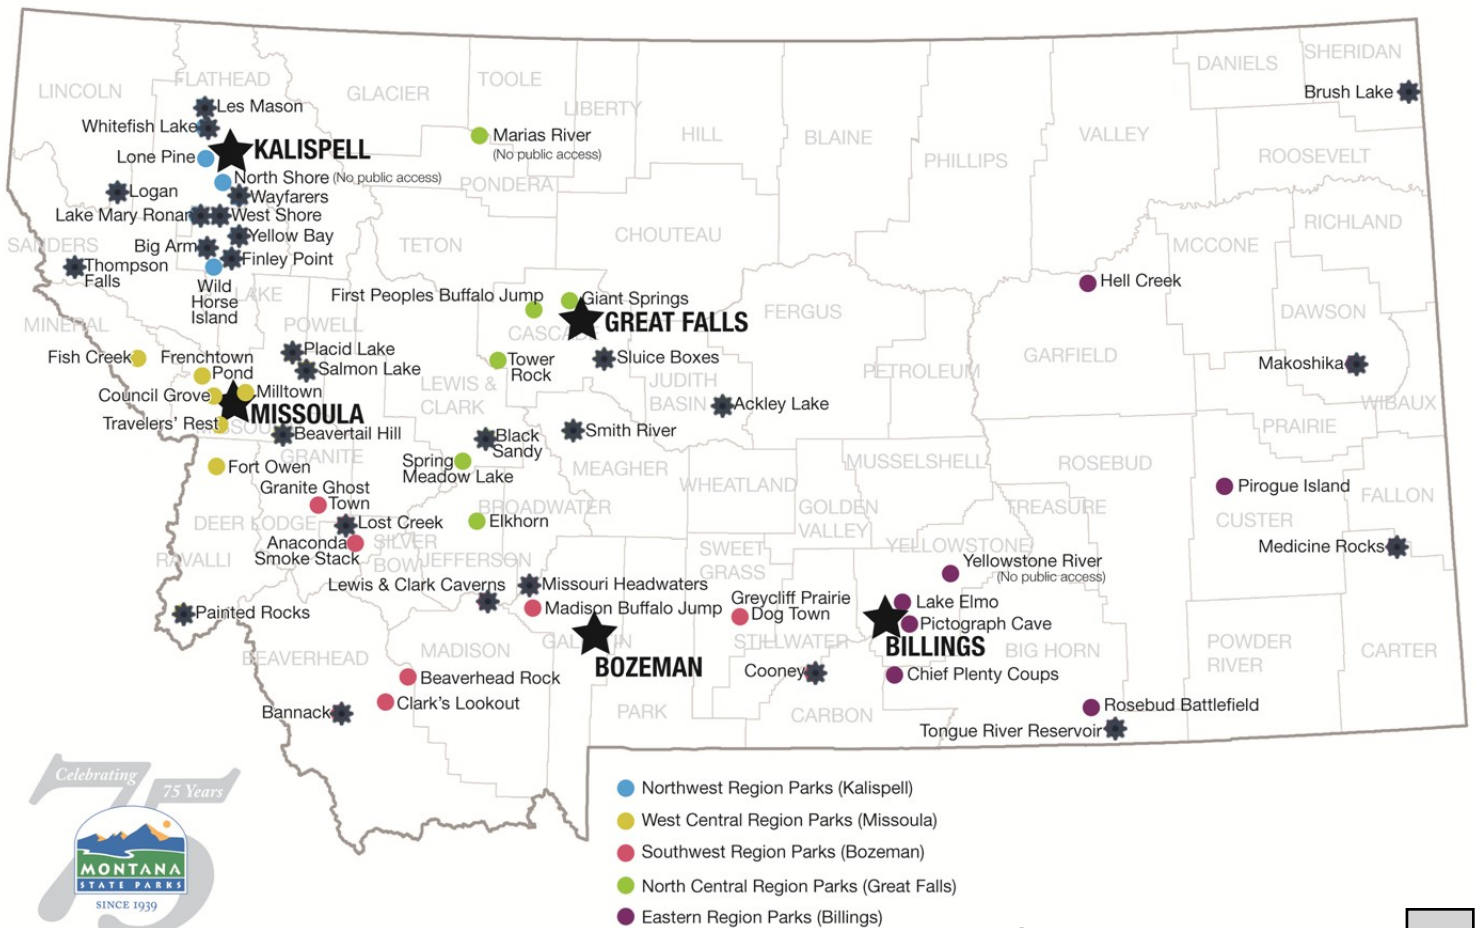 SHERIDAN
DANIELS
FLATHEAD
TOOLE
LINCOLN
GLACIER
Brush Lake
Les Mason
LIBERTY
Whitefish Lake
HILL
BLAINE
VALLEY
Marias River
(No public access)
KALISPELL
Lone Pine
PHILLIPS
ROOSEVELT
North Shore (No public access)
PONDERA
Logan
Wayfarers
Lake Mary Ronan
West Shore
RICHLAND
Yellow Bay
CHOUTEAU
SANDERS
Big Arm
TETON
MCCONE
Finley Point
Thompson
Falls
Hell Creek
Wild
Horse
Island
LAKE
First Peoples Buffalo Jump
Giant Springs
FERGUS
DAWSON
MINERAL
POWELL
CASCADE
GREAT FALLS
Placid Lake
Fish Creek
Frenchtown
Pond
Salmon Lake
Tower
Rock
Sluice Boxes
GARFIELD
Makoshika
PETROLEUM
LEWIS &
CLARK
JUDITH
BASIN
Council Grove
Milltown
Ackley Lake
WIBAUX
MISSOULA
Travelers' Rest
MISSOULA
Beavertail Hill
Black
Sandy
Smith River
PRAIRIE
GRANITE
Spring
Meadow Lake
MEAGHER
MUSSELSHELL
ROSEBUD
Fort Owen
WHEATLAND
Pirogue Island
Granite Ghost
Town
FALLON
BROADWATER
GOLDEN
VALLEY
TREASURE
DEER LODGE
Lost Creek
Elkhorn
CUSTER
Anaconda
Smoke Stack
SILVER
BOW
YELLOWSTONE
Medicine Rocks
RAVALLI
JEFFERSON
SWEET
GRASS
Yellowstone River
(No public access)
Lewis & Clark Caverns
Missouri Headwaters
Greycliff Prairie
Dog Town
Lake Elmo
Painted Rocks
Madison Buffalo Jump
Pictograph Cave
GALLATIN
STILLWATER
BILLINGS
BIG HORN
POWDER
RIVER
CARTER
BEAVERHEAD
MADISON
BOZEMAN
Cooney
Chief Plenty Coups
Beaverhead Rock
Clark's Lookout
Bannack
PARK
CARBON
Rosebud Battlefield
Tongue River Reservoir
Celebrating
75 Years
75
MONTANA
STATE PARKS
SINCE 1939
Northwest Region Parks (Kalispell)
West Central Region Parks (Missoula)
Southwest Region Parks (Bozeman)
North Central Region Parks (Great Falls)
Eastern Region Parks (Billings)